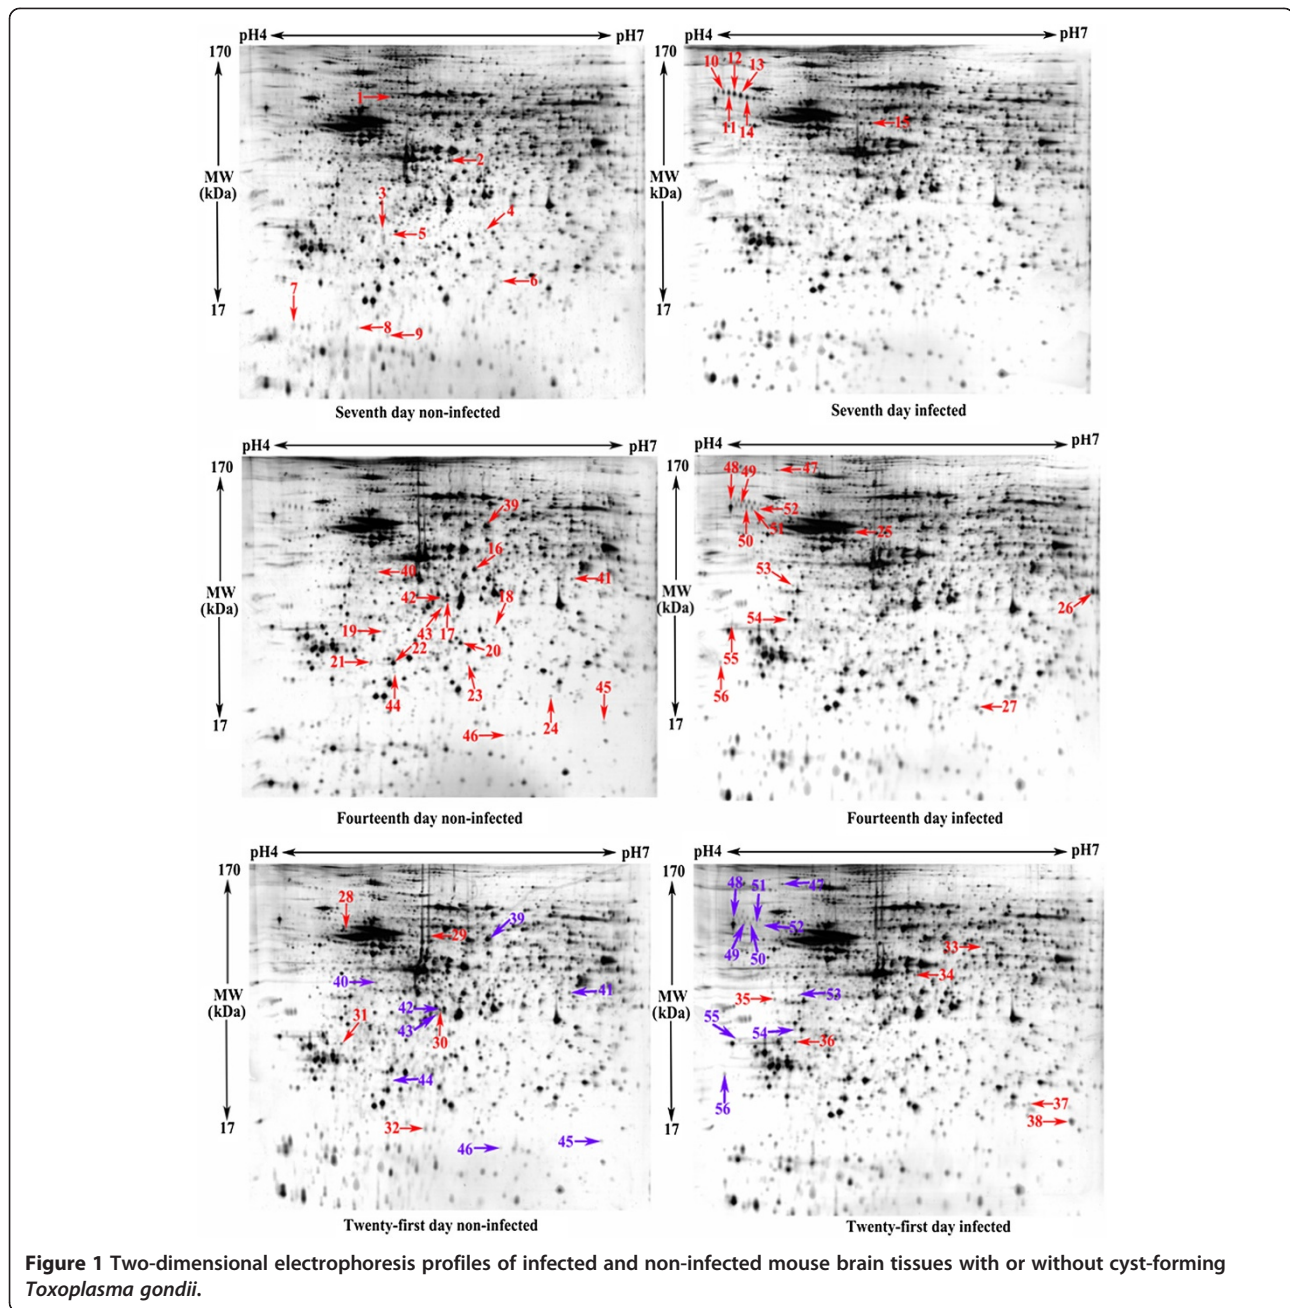 pH4 pH7
170
1
2
3
4
5
6
7
8
9
MW
(kDa)
17
Seventh day non-infected
pH4 pH7
170
10 12 13
11 14
15
MW
(kDa)
17
Seventh day infected
pH4 pH7
170
39
16
40
41
42
18
43 17
19
20
22
21
23
44
24
45
46
MW
(kDa)
17
Fourteenth day non-infected
pH4 pH7
170
47
48 49
52
50 51
25
53
26
54
55
56
27
MW
(kDa)
17
Fourteenth day infected
pH4 pH7
170
28
39
29
40
41
42
43
30
31
44
32
45
46
MW
(kDa)
17
Twenty-first day non-infected
pH4 pH7
170
47
48 51
52
49 50
33
34
35
53
54
55
36
56
37
38
MW
(kDa)
17
Twenty-first day infected
Figure 1 Two-dimensional electrophoresis profiles of infected and non-infected mouse brain tissues with or without cyst-forming
Toxoplasma gondii.